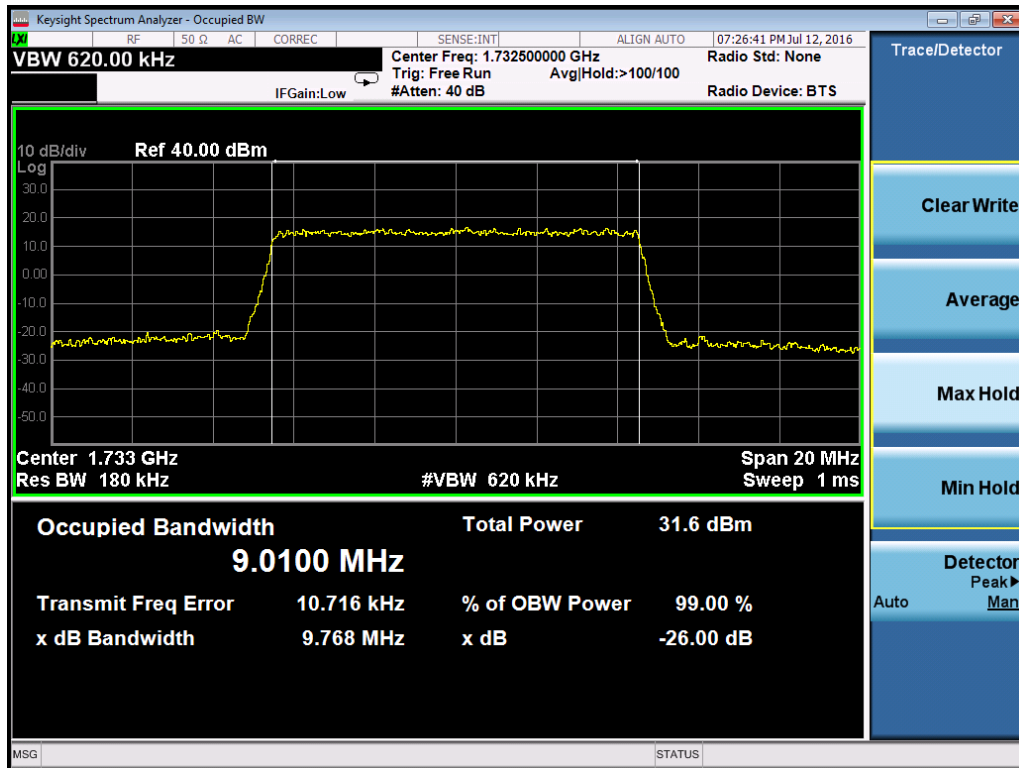 Keysight Spectrum Analyzer - Occupied BW
LXI RF 50 Ω AC CORREC SENSE:INT ALIGN AUTO 07:26:41 PM Jul 12, 2016
VBW 620.00 kHz
Center Freq: 1.732500000 GHz
Radio Std: None
Trig: Free Run Avg|Hold:>100/100
IFGain:Low #Atten: 40 dB Radio Device: BTS
10 dB/div Ref 40.00 dBm
Log
30.0
20.0
10.0
0.00
-10.0
-20.0
-30.0
-40.0
-50.0
Center 1.733 GHz Span 20 MHz
Res BW 180 kHz #VBW 620 kHz Sweep 1 ms
Occupied Bandwidth Total Power 31.6 dBm
9.0100 MHz
Transmit Freq Error 10.716 kHz % of OBW Power 99.00 %
x dB Bandwidth 9.768 MHz x dB -26.00 dB
MSG STATUS
Trace/Detector
Clear Write
Average
Max Hold
Min Hold
Detector
Peak▶
Auto Man